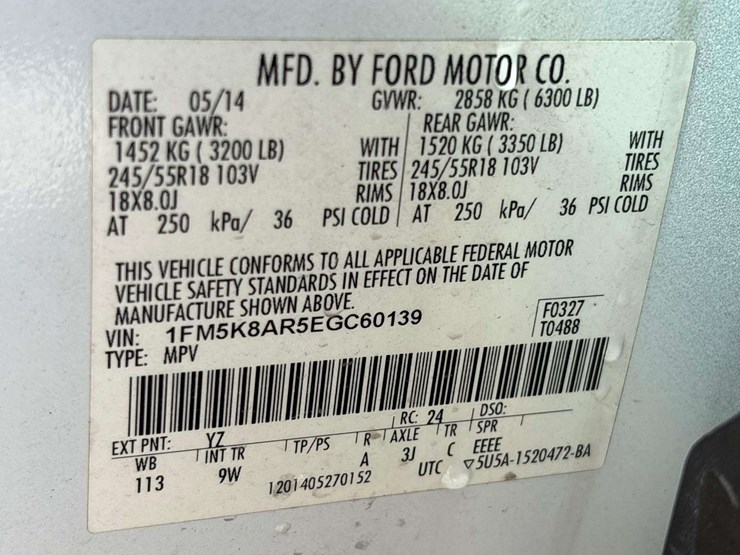 MFD. BY FORD MOTOR CO.
DATE: 05/14 GVWR: 2858 KG ( 6300 LB)
FRONT GAWR: REAR GAWR:
1452 KG ( 3200 LB) WITH 1520 KG ( 3350 LB) WITH
245/55R18 103V TIRES 245/55R18 103V TIRES
18X8.0J RIMS 18X8.0J RIMS
AT 250 kPa/ 36 PSI COLD AT 250 kPa/ 36 PSI COLD
THIS VEHICLE CONFORMS TO ALL APPLICABLE FEDERAL MOTOR
VEHICLE SAFETY STANDARDS IN EFFECT ON THE DATE OF
MANUFACTURE SHOWN ABOVE.
VIN: 1FM5K8AR5EGC60139 F0327
TYPE: MPV T0488
EXT PNT: YZ RC: 24 DSO:
WB INT TR TP/PS R AXLE TR SPR
113 9W A 3J C EEEE
1201405270152 UTC ▽5U5A-1520472-BA